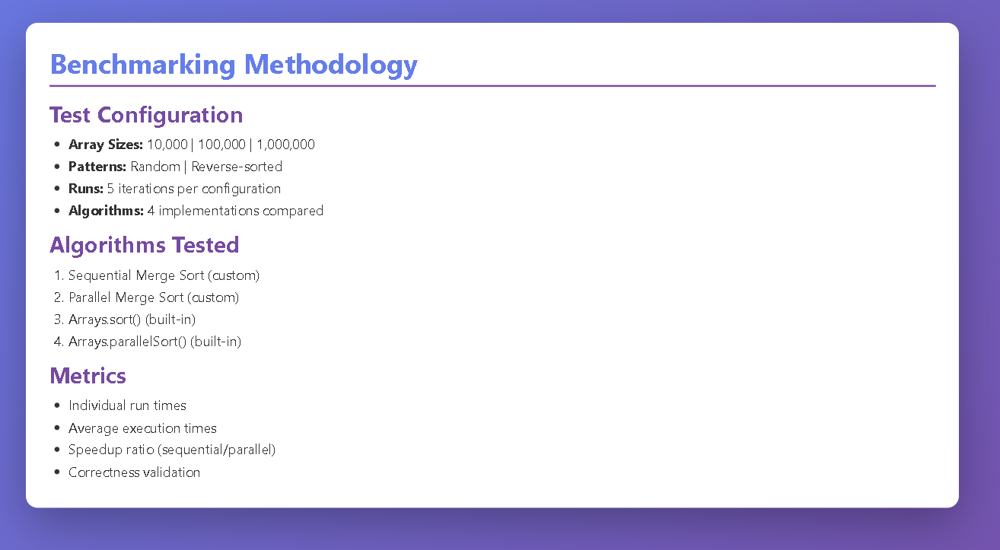 Benchmarking Methodology
Test Configuration
• Array Sizes: 10,000 | 100,000 | 1,000,000
• Patterns: Random | Reverse-sorted
• Runs: 5 iterations per configuration
• Algorithms: 4 implementations compared
Algorithms Tested
1. Sequential Merge Sort (custom)
2. Parallel Merge Sort (custom)
3. Arrays.sort() (built-in)
4. Arrays.parallelSort() (built-in)
Metrics
• Individual run times
• Average execution times
• Speedup ratio (sequential/parallel)
• Correctness validation